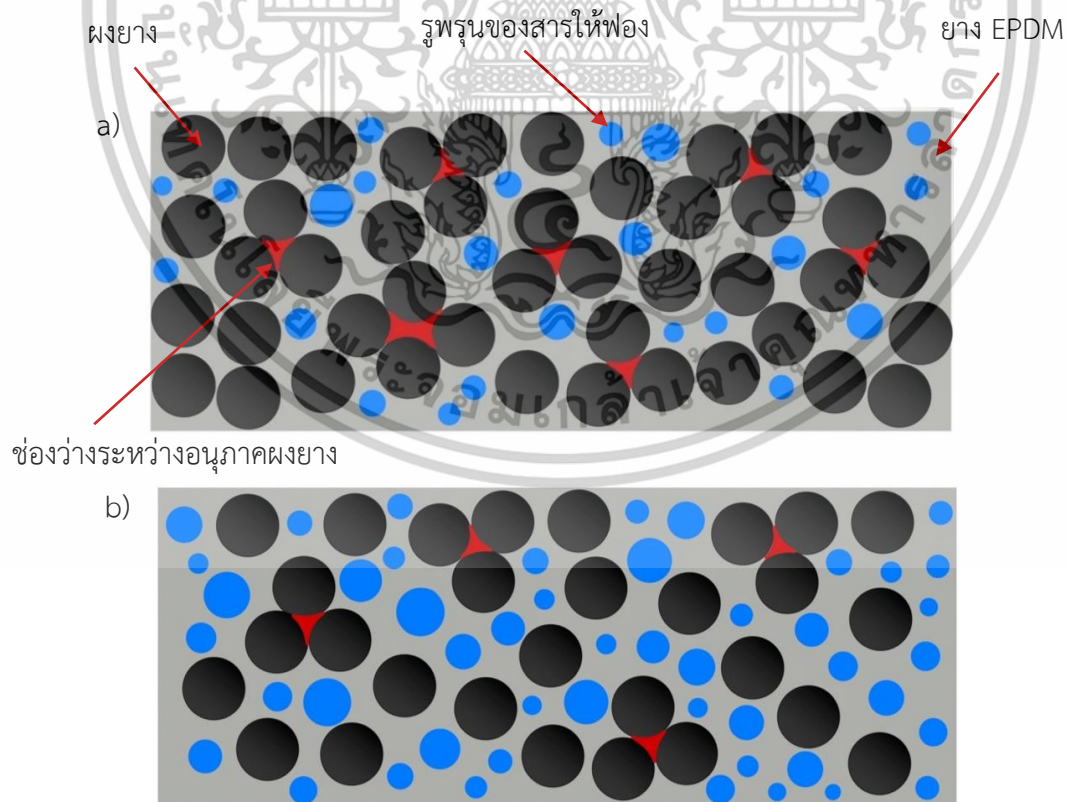 ผงยาง
รูพรุนของสารให้ฟอง
ยาง EPDM
a)
ช่องว่างระหว่างอนุภาคผงยาง
b)